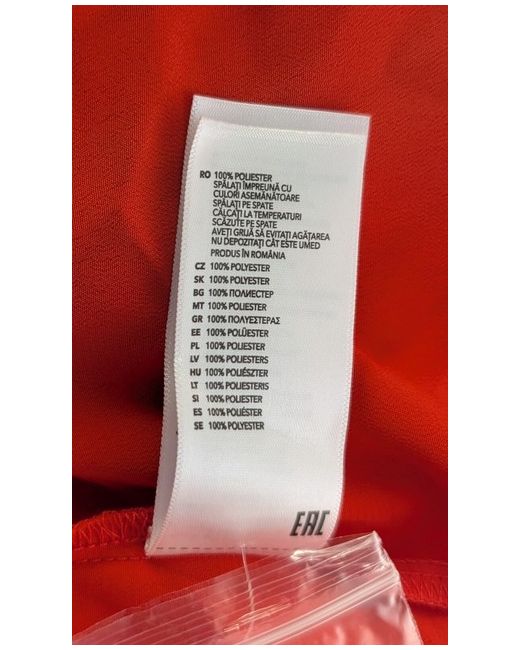 RO 100% POLIESTER
SPĂLAȚI ÎMPREUNĂ CU
CULORI ASEMĂNĂTOARE
SPĂLAȚI PE SPATE
CĂLCAȚI LA TEMPERATURI
SCĂZUTE PE SPATE
AVEȚI GRIJĂ SĂ EVITAȚI AGĂȚAREA
NU DEPOZITAȚI CÂT ESTE UMED
PRODUS ÎN ROMÂNIA
CZ 100% POLYESTER
SK 100% POLYESTER
BG 100% ПОЛИЕСТЕР
MT 100% POLIESTER
GR 100% ΠΟΛΥΕΣΤΕΡΑΣ
EE 100% POLÜESTER
PL 100% POLIESTER
LV 100% POLIESTERS
HU 100% POLIÉSZTER
LT 100% POLIESTERIS
SI 100% POLIESTER
ES 100% POLIÉSTER
SE 100% POLYESTER
EAC